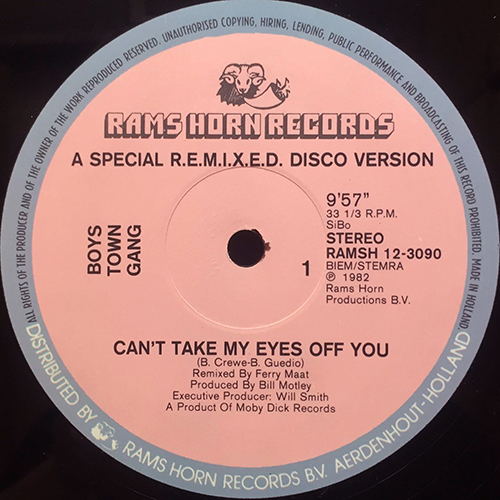 ALL RIGHTS OF THE PRODUCER AND OF THE OWNER OF THE WORK REPRODUCED RESERVED. UNAUTHORISED COPYING, HIRING, LENDING, PUBLIC PERFORMANCE AND BROADCASTING OF THIS RECORD PROHIBITED. MADE IN HOLLAND.
RAMS HORN RECORDS
A SPECIAL R.E.M.I.X.E.D. DISCO VERSION
BOYS
TOWN
GANG
1
9'57"
33 1/3 R.P.M.
SiBo
STEREO
RAMSH 12-3090
BIEM/STEMRA
℗ 1982
Rams Horn
Productions B.V.
CAN'T TAKE MY EYES OFF YOU
(B. Crewe-B. Guedio)
Remixed By Ferry Maat
Produced By Bill Motley
Executive Producer: Will Smith
A Product Of Moby Dick Records
DISTRIBUTED BY RAMS HORN RECORDS B.V. AERDENHOUT-HOLLAND